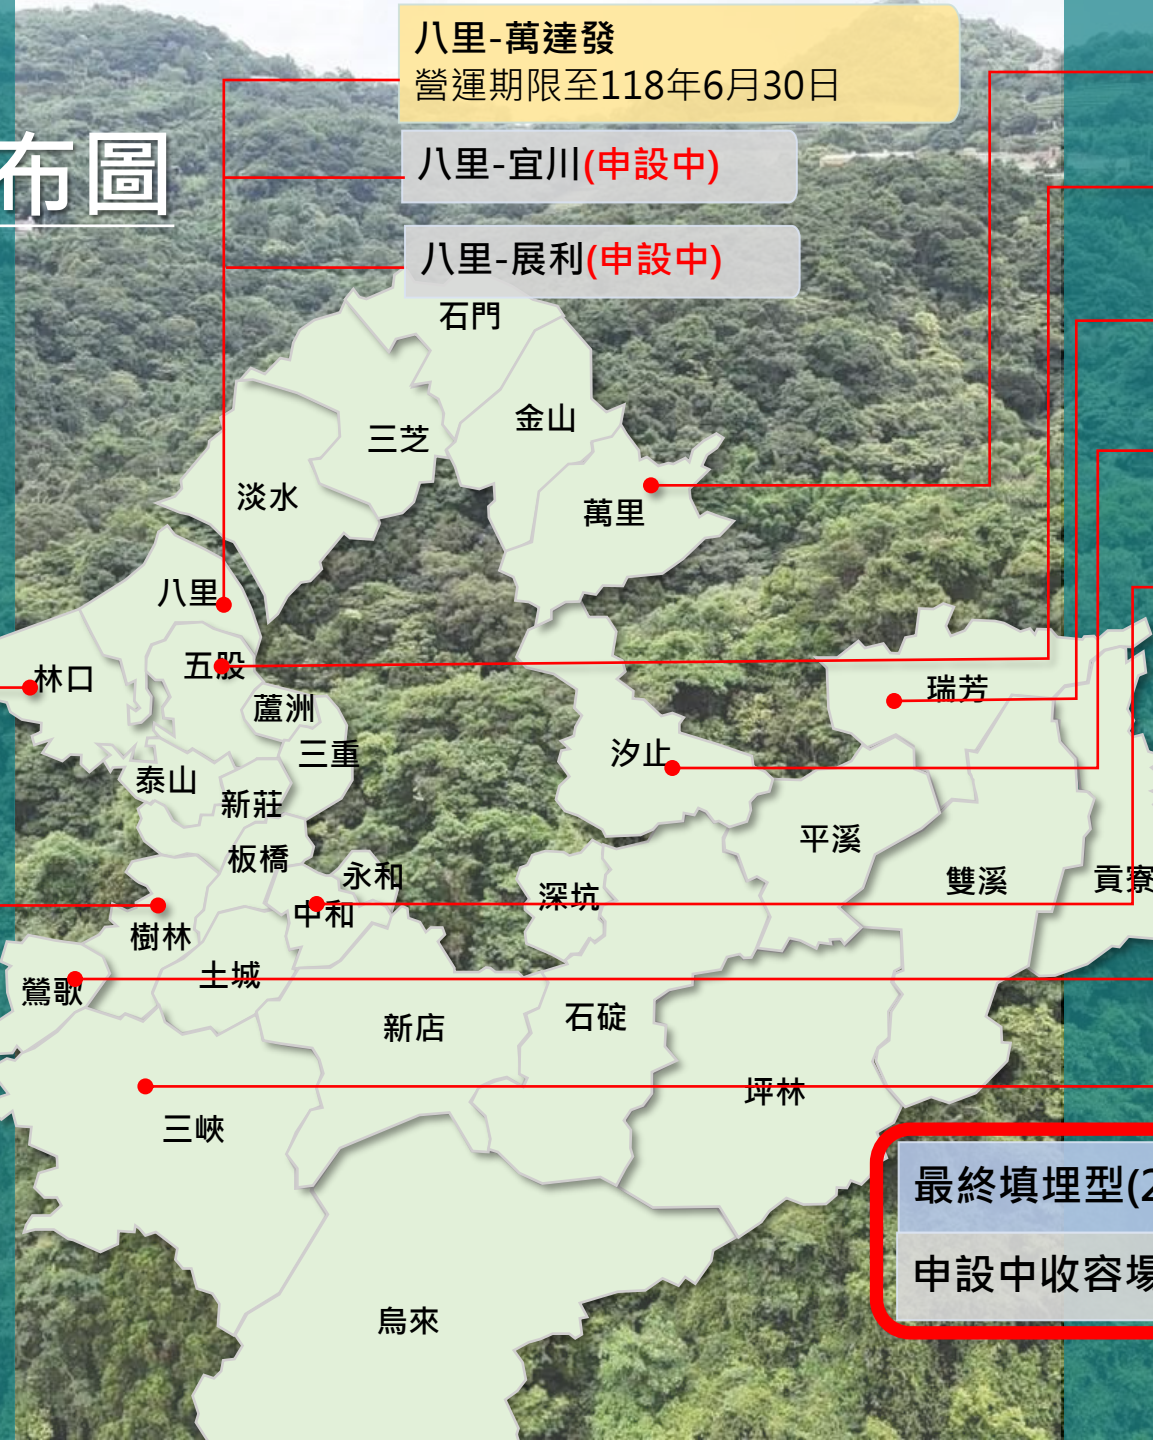 八里-萬達發
營運期限至118年6月30日
布圖
八里-宜川(申設中)
八里-展利(申設中)
石門
金山
三芝
淡水
萬里
八里
五股
林口
瑞芳
蘆洲
三重
汐止
泰山
新莊
平溪
板橋
永和
雙溪
貢寮
深坑
中和
樹林
土城
鶯歌
石碇
新店
坪林
三峽
最終填埋型(2
申設中收容場
烏來